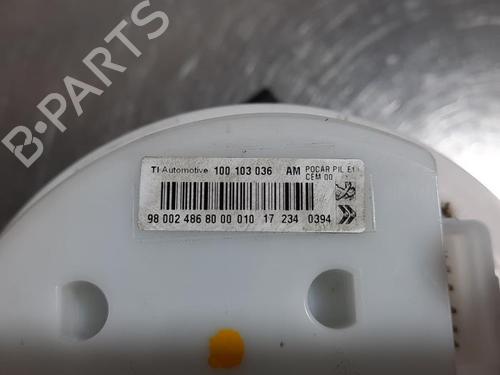 B-PARTS
TI Automotive 100 103 036 AM POCAR PIL E11
CEM 00
98 002 486 80 00 010 17 234 0394